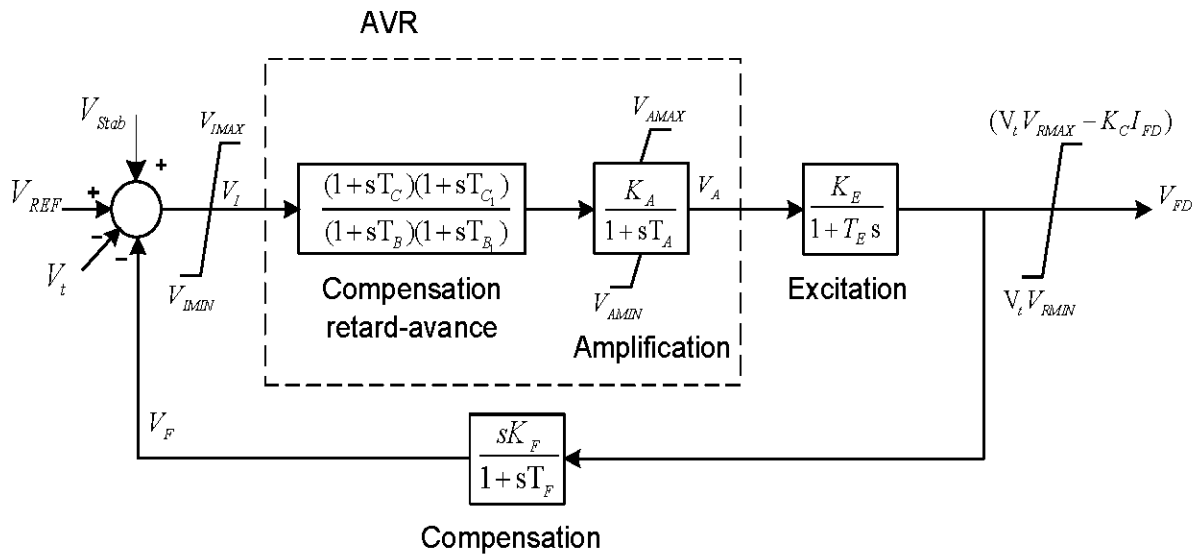 AVR
V_Stab
V_REF
V_t
+
+
−
−
V_IMAX
V_I
V_IMIN
(1+sT_C)(1+sT_C₁)
(1+sT_B)(1+sT_B₁)
Compensation
retard-avance
V_AMAX
K_A
1+sT_A
V_AMIN
Amplification
V_A
K_E
1+T_E s
Excitation
(V_t V_RMAX − K_C I_FD)
V_FD
V_t V_RMIN
V_F
sK_F
1+sT_F
Compensation